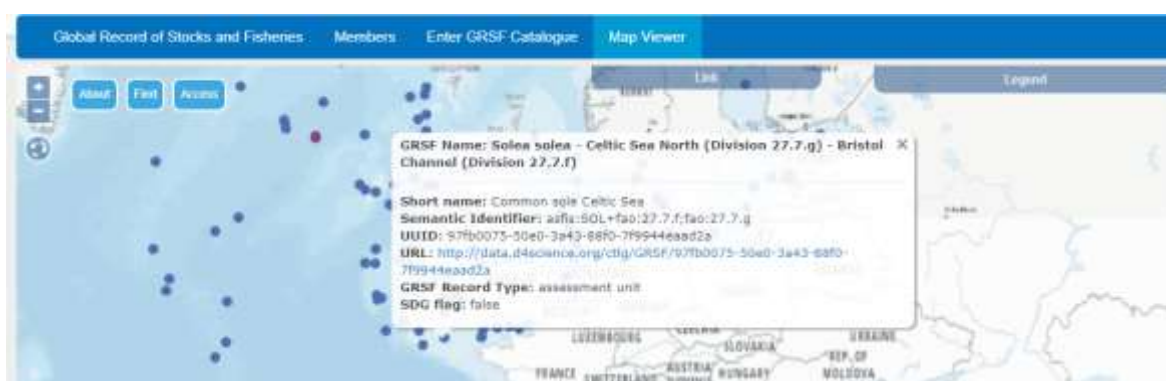 Global Record of Stocks and Fisheries Members Enter GRSF Catalogue Map Viewer
+
−
About Find Access
Link
Legend
GRSF Name: Solea solea - Celtic Sea North (Division 27.7.g) - Bristol
Channel (Division 27.7.f)
×
Short name: Common sole Celtic Sea
Semantic Identifier: asfis:SOL+fao:27.7.f;fao:27.7.g
UUID: 97fb0075-50e0-3a43-88f0-7f9944eaad2a
URL: http://data.d4science.org/ctlg/GRSF/97fb0075-50e0-3a43-88f0-
7f9944eaad2a
GRSF Record Type: assessment unit
SDG flag: false
LUXEMBOURG CZECHIA UKRAINE
SLOVAKIA
REP. OF
FRANCE SWITZERLAND AUSTRIA HUNGARY MOLDOVA